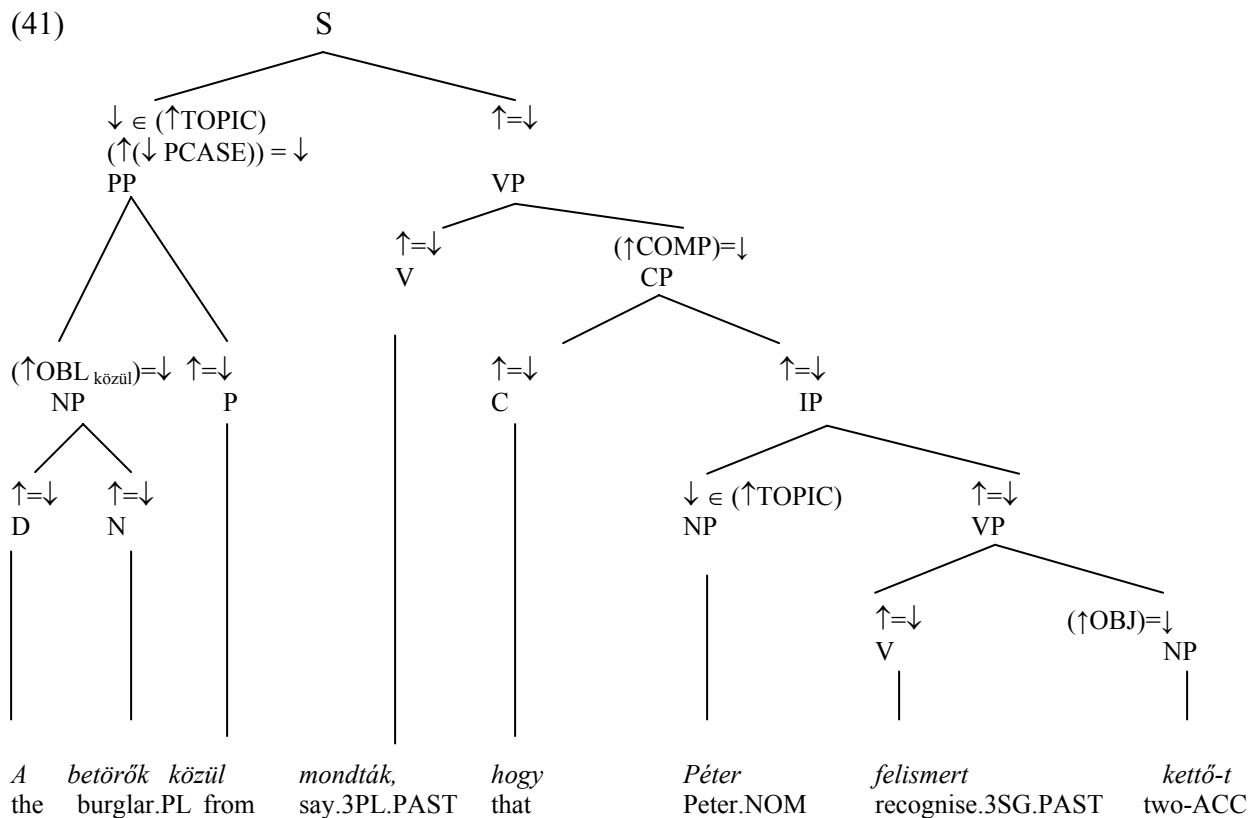 (41) S
↓ ∈ (↑TOPIC) ↑=↓
(↑(↓ PCASE)) = ↓
PP VP
↑=↓ (↑COMP)=↓
V CP
(↑OBL közül)=↓ ↑=↓ ↑=↓ ↑=↓
NP P C IP
↑=↓ ↑=↓ ↓ ∈ (↑TOPIC) ↑=↓
D N NP VP
↑=↓ (↑OBJ)=↓
V NP
A betörők közül mondták, hogy Péter felismert kettő-t
the burglar.PL from say.3PL.PAST that Peter.NOM recognise.3SG.PAST two-ACC